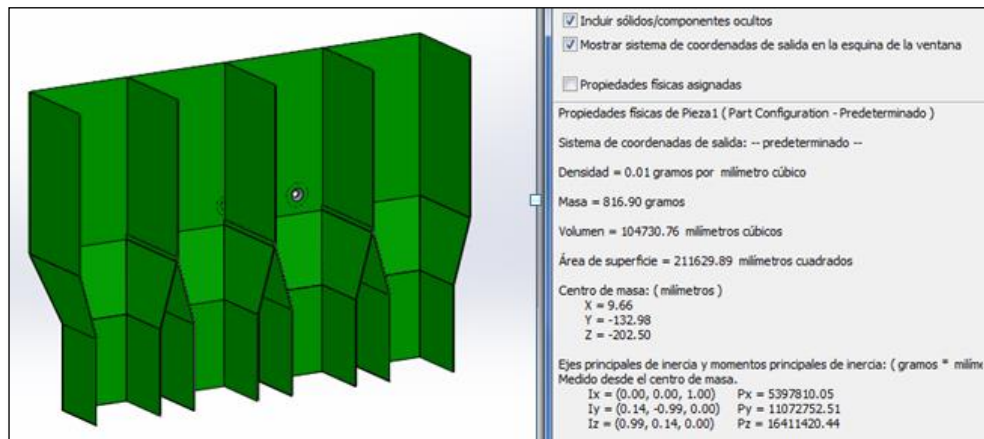 Incluir sólidos/componentes ocultos
Mostrar sistema de coordenadas de salida en la esquina de la ventana
Propiedades físicas asignadas
Propiedades físicas de Pieza1 ( Part Configuration - Predeterminado )
Sistema de coordenadas de salida: -- predeterminado --
Densidad = 0.01 gramos por milímetro cúbico
Masa = 816.90 gramos
Volumen = 104730.76 milímetros cúbicos
Área de superficie = 211629.89 milímetros cuadrados
Centro de masa: ( milímetros )
X = 9.66
Y = -132.98
Z = -202.50
Ejes principales de inercia y momentos principales de inercia: ( gramos * milíme
Medido desde el centro de masa.
Ix = (0.00, 0.00, 1.00) Px = 5397810.05
Iy = (0.14, -0.99, 0.00) Py = 11072752.51
Iz = (0.99, 0.14, 0.00) Pz = 16411420.44